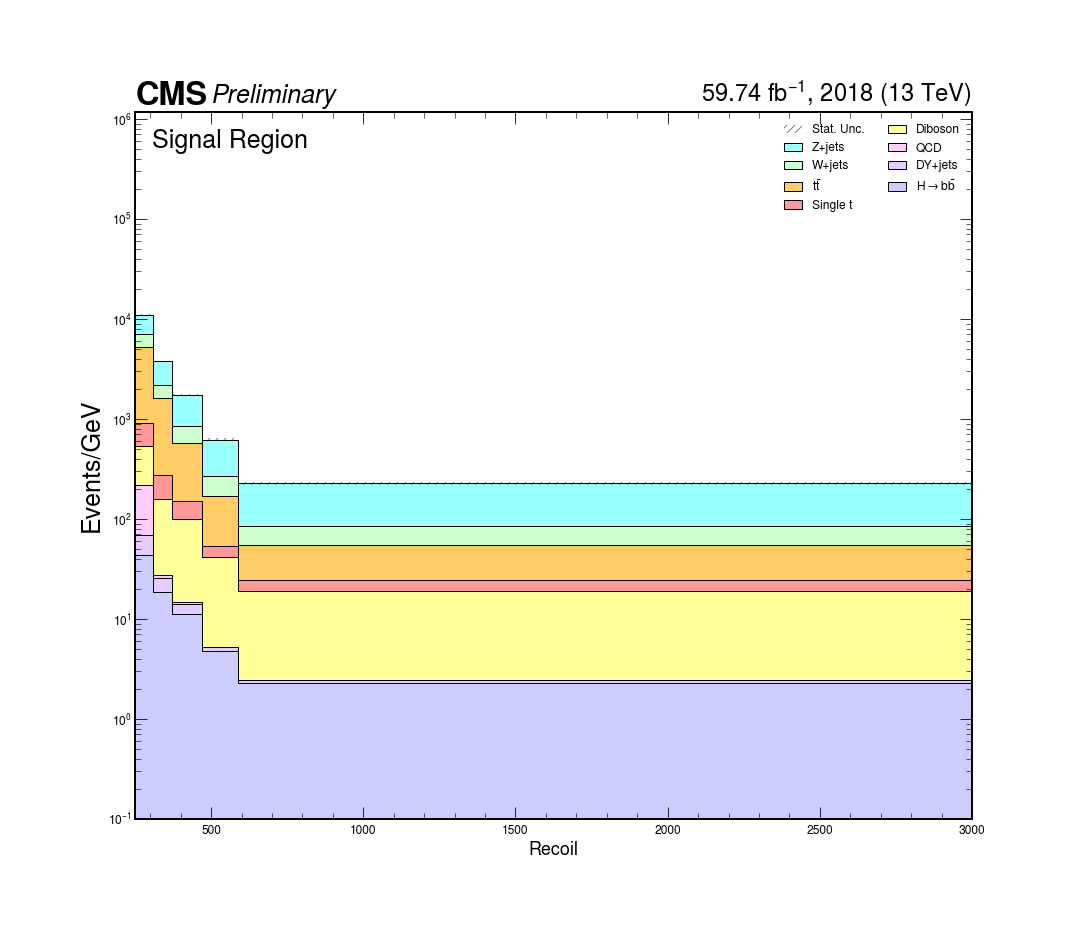 CMS Preliminary
59.74 fb⁻¹, 2018 (13 TeV)
Signal Region
Stat. Unc.
Z+jets
W+jets
tt̄
Single t
Diboson
QCD
DY+jets
H→bb̄
Events/GeV
10⁶
10⁵
10⁴
10³
10²
10¹
10⁰
10⁻¹
500 1000 1500 2000 2500 3000
Recoil